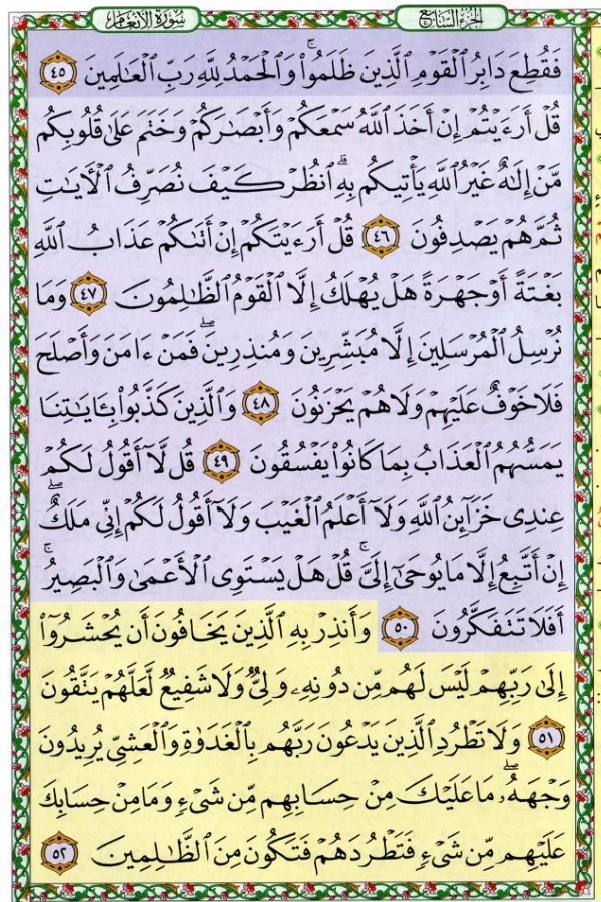 الجزء السابع
سورة الأنعام
فَقُطِعَ دَابِرُ ٱلْقَوْمِ ٱلَّذِينَ ظَلَمُوا۟ ۚ وَٱلْحَمْدُ لِلَّهِ رَبِّ ٱلْعَٰلَمِينَ ٤٥
قُلْ أَرَءَيْتُمْ إِنْ أَخَذَ ٱللَّهُ سَمْعَكُمْ وَأَبْصَٰرَكُمْ وَخَتَمَ عَلَىٰ قُلُوبِكُم
مَّنْ إِلَٰهٌ غَيْرُ ٱللَّهِ يَأْتِيكُم بِهِ ۗ ٱنظُرْ كَيْفَ نُصَرِّفُ ٱلْءَايَٰتِ
ثُمَّ هُمْ يَصْدِفُونَ ٤٦ قُلْ أَرَءَيْتَكُمْ إِنْ أَتَىٰكُمْ عَذَابُ ٱللَّهِ
بَغْتَةً أَوْ جَهْرَةً هَلْ يُهْلَكُ إِلَّا ٱلْقَوْمُ ٱلظَّٰلِمُونَ ٤٧ وَمَا
نُرْسِلُ ٱلْمُرْسَلِينَ إِلَّا مُبَشِّرِينَ وَمُنذِرِينَ ۖ فَمَنْ ءَامَنَ وَأَصْلَحَ
فَلَا خَوْفٌ عَلَيْهِمْ وَلَا هُمْ يَحْزَنُونَ ٤٨ وَٱلَّذِينَ كَذَّبُوا۟ بِـَٔايَٰتِنَا
يَمَسُّهُمُ ٱلْعَذَابُ بِمَا كَانُوا۟ يَفْسُقُونَ ٤٩ قُل لَّآ أَقُولُ لَكُمْ
عِندِى خَزَآئِنُ ٱللَّهِ وَلَآ أَعْلَمُ ٱلْغَيْبَ وَلَآ أَقُولُ لَكُمْ إِنِّى مَلَكٌ ۖ
إِنْ أَتَّبِعُ إِلَّا مَا يُوحَىٰٓ إِلَىَّ ۚ قُلْ هَلْ يَسْتَوِى ٱلْأَعْمَىٰ وَٱلْبَصِيرُ ۚ
أَفَلَا تَتَفَكَّرُونَ ٥٠ وَأَنذِرْ بِهِ ٱلَّذِينَ يَخَافُونَ أَن يُحْشَرُوٓا۟
إِلَىٰ رَبِّهِمْ ۙ لَيْسَ لَهُم مِّن دُونِهِۦ وَلِىٌّ وَلَا شَفِيعٌ لَّعَلَّهُمْ يَتَّقُونَ
٥١ وَلَا تَطْرُدِ ٱلَّذِينَ يَدْعُونَ رَبَّهُم بِٱلْغَدَوٰةِ وَٱلْعَشِىِّ يُرِيدُونَ
وَجْهَهُۥ ۖ مَا عَلَيْكَ مِنْ حِسَابِهِم مِّن شَىْءٍ وَمَا مِنْ حِسَابِكَ
عَلَيْهِم مِّن شَىْءٍ فَتَطْرُدَهُمْ فَتَكُونَ مِنَ ٱلظَّٰلِمِينَ ٥٢